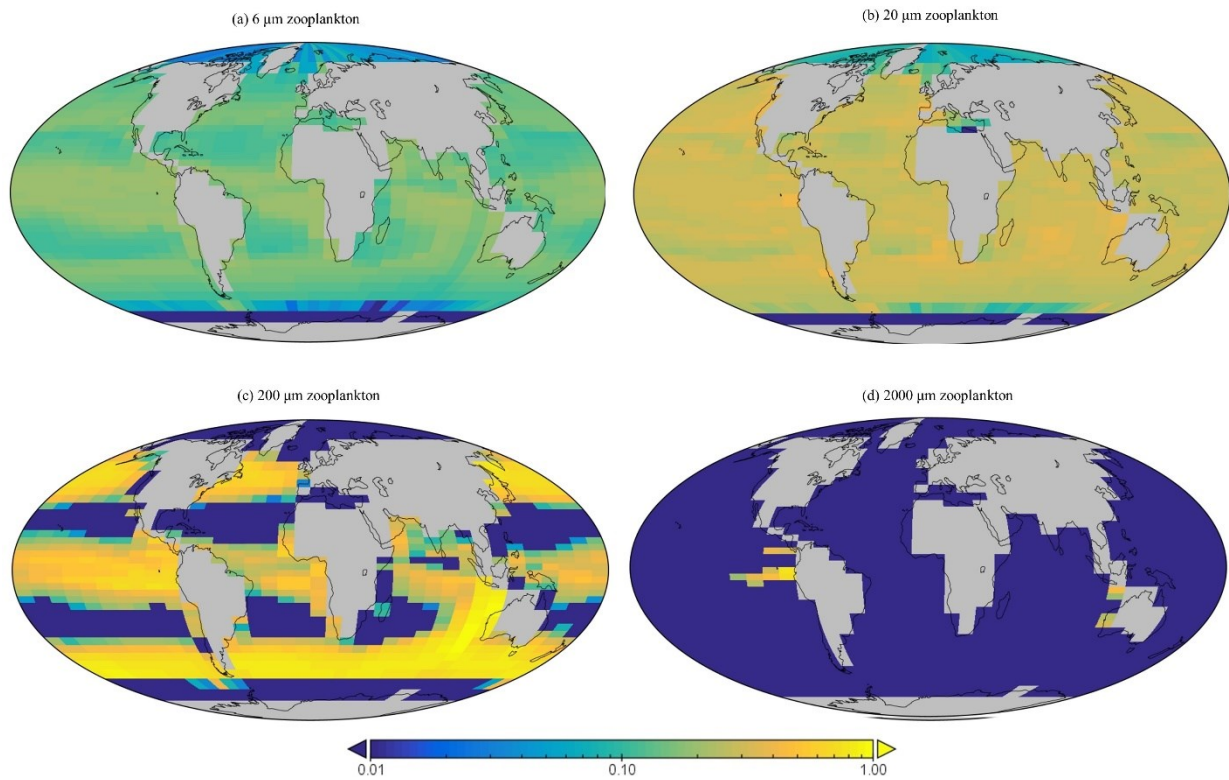 (a) 6 μm zooplankton
(b) 20 μm zooplankton
(c) 200 μm zooplankton
(d) 2000 μm zooplankton
0.01 0.10 1.00